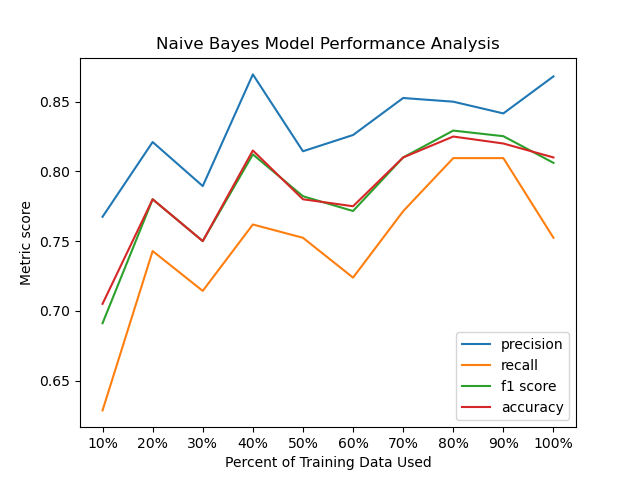 Naive Bayes Model Performance Analysis
Metric score
0.85
0.80
0.75
0.70
0.65
precision
recall
f1 score
accuracy
10% 20% 30% 40% 50% 60% 70% 80% 90% 100%
Percent of Training Data Used